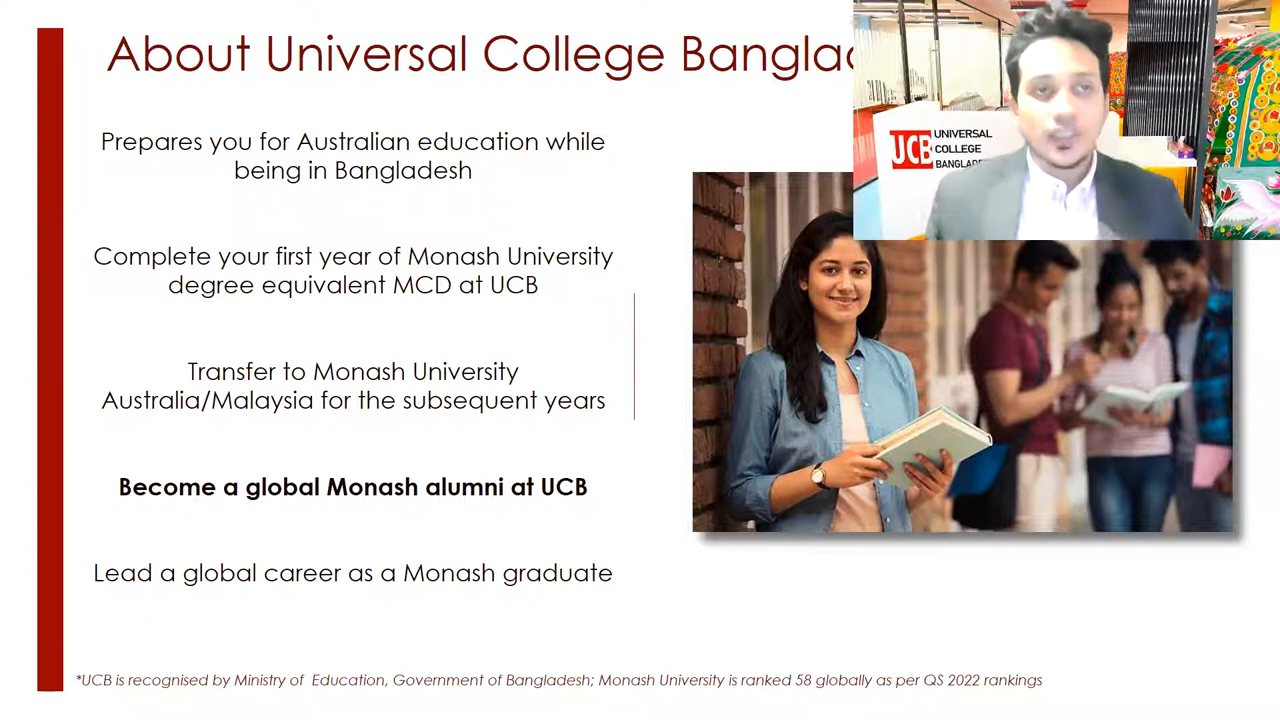 About Universal College
Prepares you for Australian education while
being in Bangladesh
Complete your first year of Monash University
degree equivalent MCD at UCB
Transfer to Monash University
Australia/Malaysia for the subsequent years
Become a global Monash alumni at UCB
Lead a global career as a Monash graduate
*UCB is recognised by Ministry of Education, Government of Bangladesh; Monash University is ranked 58 globally as per QS 2022 rankings
UCB
UNIVERSAL
COLLEGE